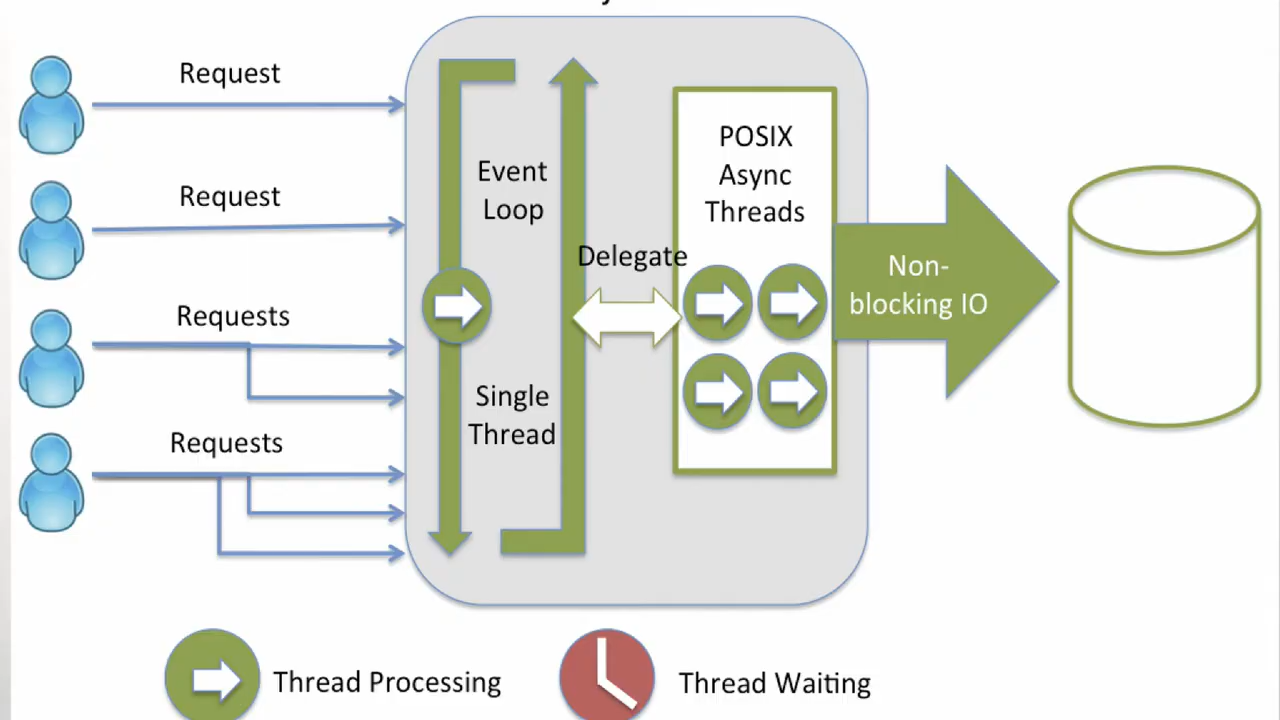 Request
Request
Requests
Requests
Event
Loop
Single
Thread
Delegate
POSIX
Async
Threads
Non-
blocking IO
Thread Processing
Thread Waiting